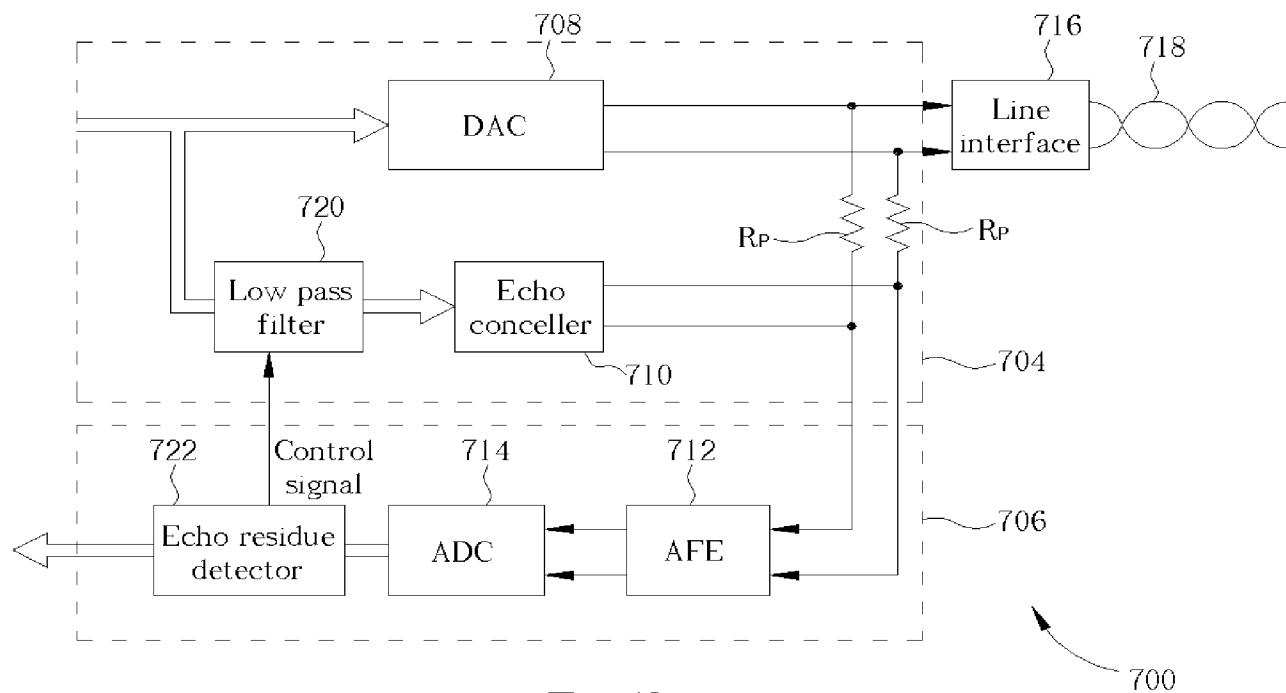 708
716
718
DAC
Line
interface
720
RP
RP
Low pass
filter
Echo
conceller
710
704
722
Control
signal
714
712
Echo residue
detector
ADC
AFE
706
700